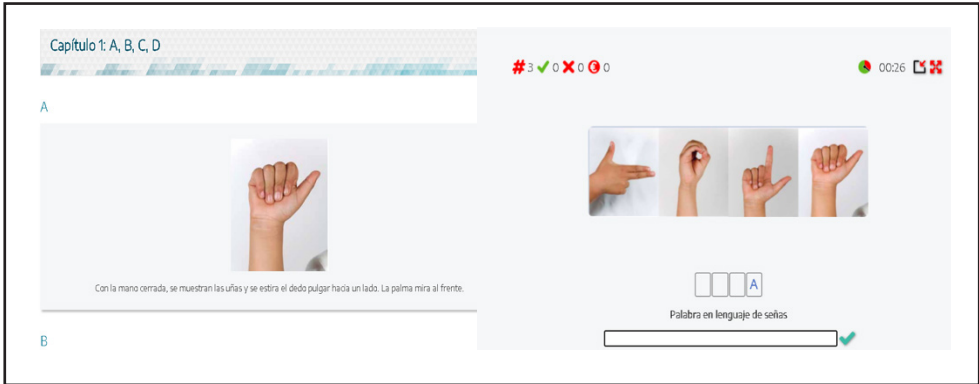 Capítulo 1: A, B, C, D
A
Con la mano cerrada, se muestran las uñas y se estira el dedo pulgar hacia un lado. La palma mira al frente.
B
# 3 ✓ 0 ✗ 0 0
00:26
A
Palabra en lenguaje de señas